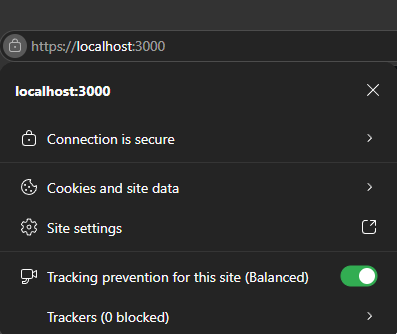 https://localhost:3000
localhost:3000
Connection is secure
Cookies and site data
Site settings
Tracking prevention for this site (Balanced)
Trackers (0 blocked)